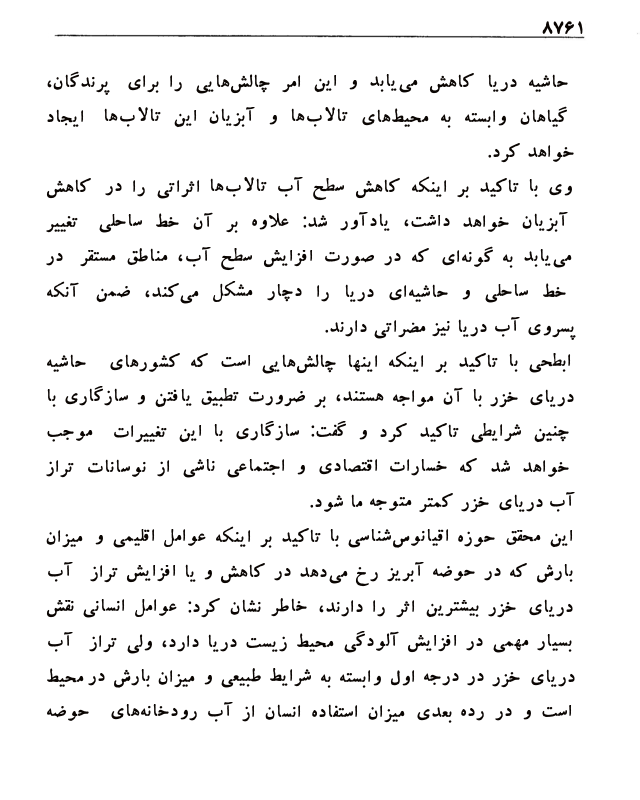 ۸۷۶۱
حاشیه دریا کاهش می‌یابد و این امر چالش‌هایی را برای پرندگان،
گیاهان وابسته به محیط‌های تالاب‌ها و آبزیان این تالاب‌ها ایجاد
خواهد کرد.
وی با تاکید بر اینکه کاهش سطح آب تالاب‌ها اثراتی را در کاهش
آبزیان خواهد داشت، یادآور شد: علاوه بر آن خط ساحلی تغییر
می‌یابد به گونه‌ای که در صورت افزایش سطح آب، مناطق مستقر در
خط ساحلی و حاشیه‌ای دریا را دچار مشکل می‌کند، ضمن آنکه
پسروی آب دریا نیز مضراتی دارند.
ابطحی با تاکید بر اینکه اینها چالش‌هایی است که کشورهای حاشیه
دریای خزر با آن مواجه هستند، بر ضرورت تطبیق یافتن و سازگاری با
چنین شرایطی تاکید کرد و گفت: سازگاری با این تغییرات موجب
خواهد شد که خسارات اقتصادی و اجتماعی ناشی از نوسانات تراز
آب دریای خزر کمتر متوجه ما شود.
این محقق حوزه اقیانوس‌شناسی با تاکید بر اینکه عوامل اقلیمی و میزان
بارش که در حوضه آبریز رخ می‌دهد در کاهش و یا افزایش تراز آب
دریای خزر بیشترین اثر را دارند، خاطر نشان کرد: عوامل انسانی نقش
بسیار مهمی در افزایش آلودگی محیط زیست دریا دارد، ولی تراز آب
دریای خزر در درجه اول وابسته به شرایط طبیعی و میزان بارش در محیط
است و در رده بعدی میزان استفاده انسان از آب رودخانه‌های حوضه